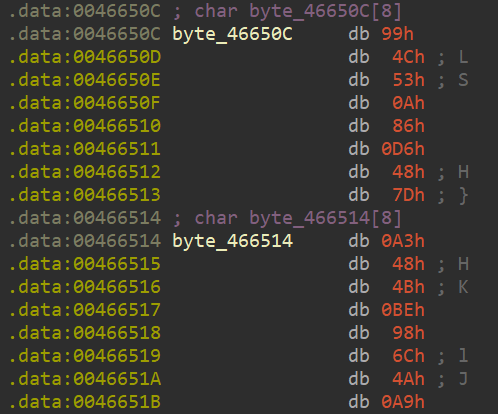 .data:0046650C ; char byte_46650C[8]
.data:0046650C byte_46650C db 99h
.data:0046650D db 4Ch ; L
.data:0046650E db 53h ; S
.data:0046650F db 0Ah
.data:00466510 db 86h
.data:00466511 db 0D6h
.data:00466512 db 48h ; H
.data:00466513 db 7Dh ; }
.data:00466514 ; char byte_466514[8]
.data:00466514 byte_466514 db 0A3h
.data:00466515 db 48h ; H
.data:00466516 db 4Bh ; K
.data:00466517 db 0BEh
.data:00466518 db 98h
.data:00466519 db 6Ch ; l
.data:0046651A db 4Ah ; J
.data:0046651B db 0A9h